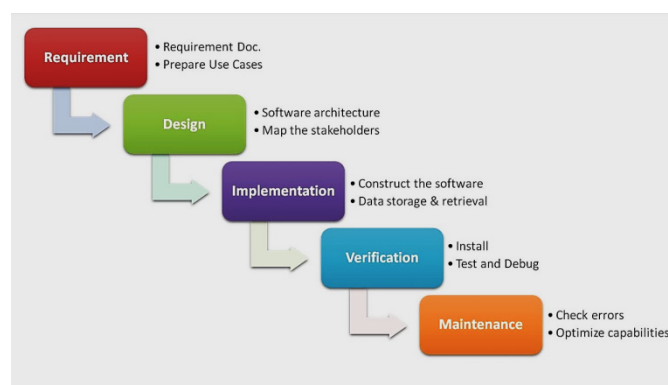 Requirement
• Requirement Doc.
• Prepare Use Cases
Design
• Software architecture
• Map the stakeholders
Implementation
• Construct the software
• Data storage & retrieval
Verification
• Install
• Test and Debug
Maintenance
• Check errors
• Optimize capabilities